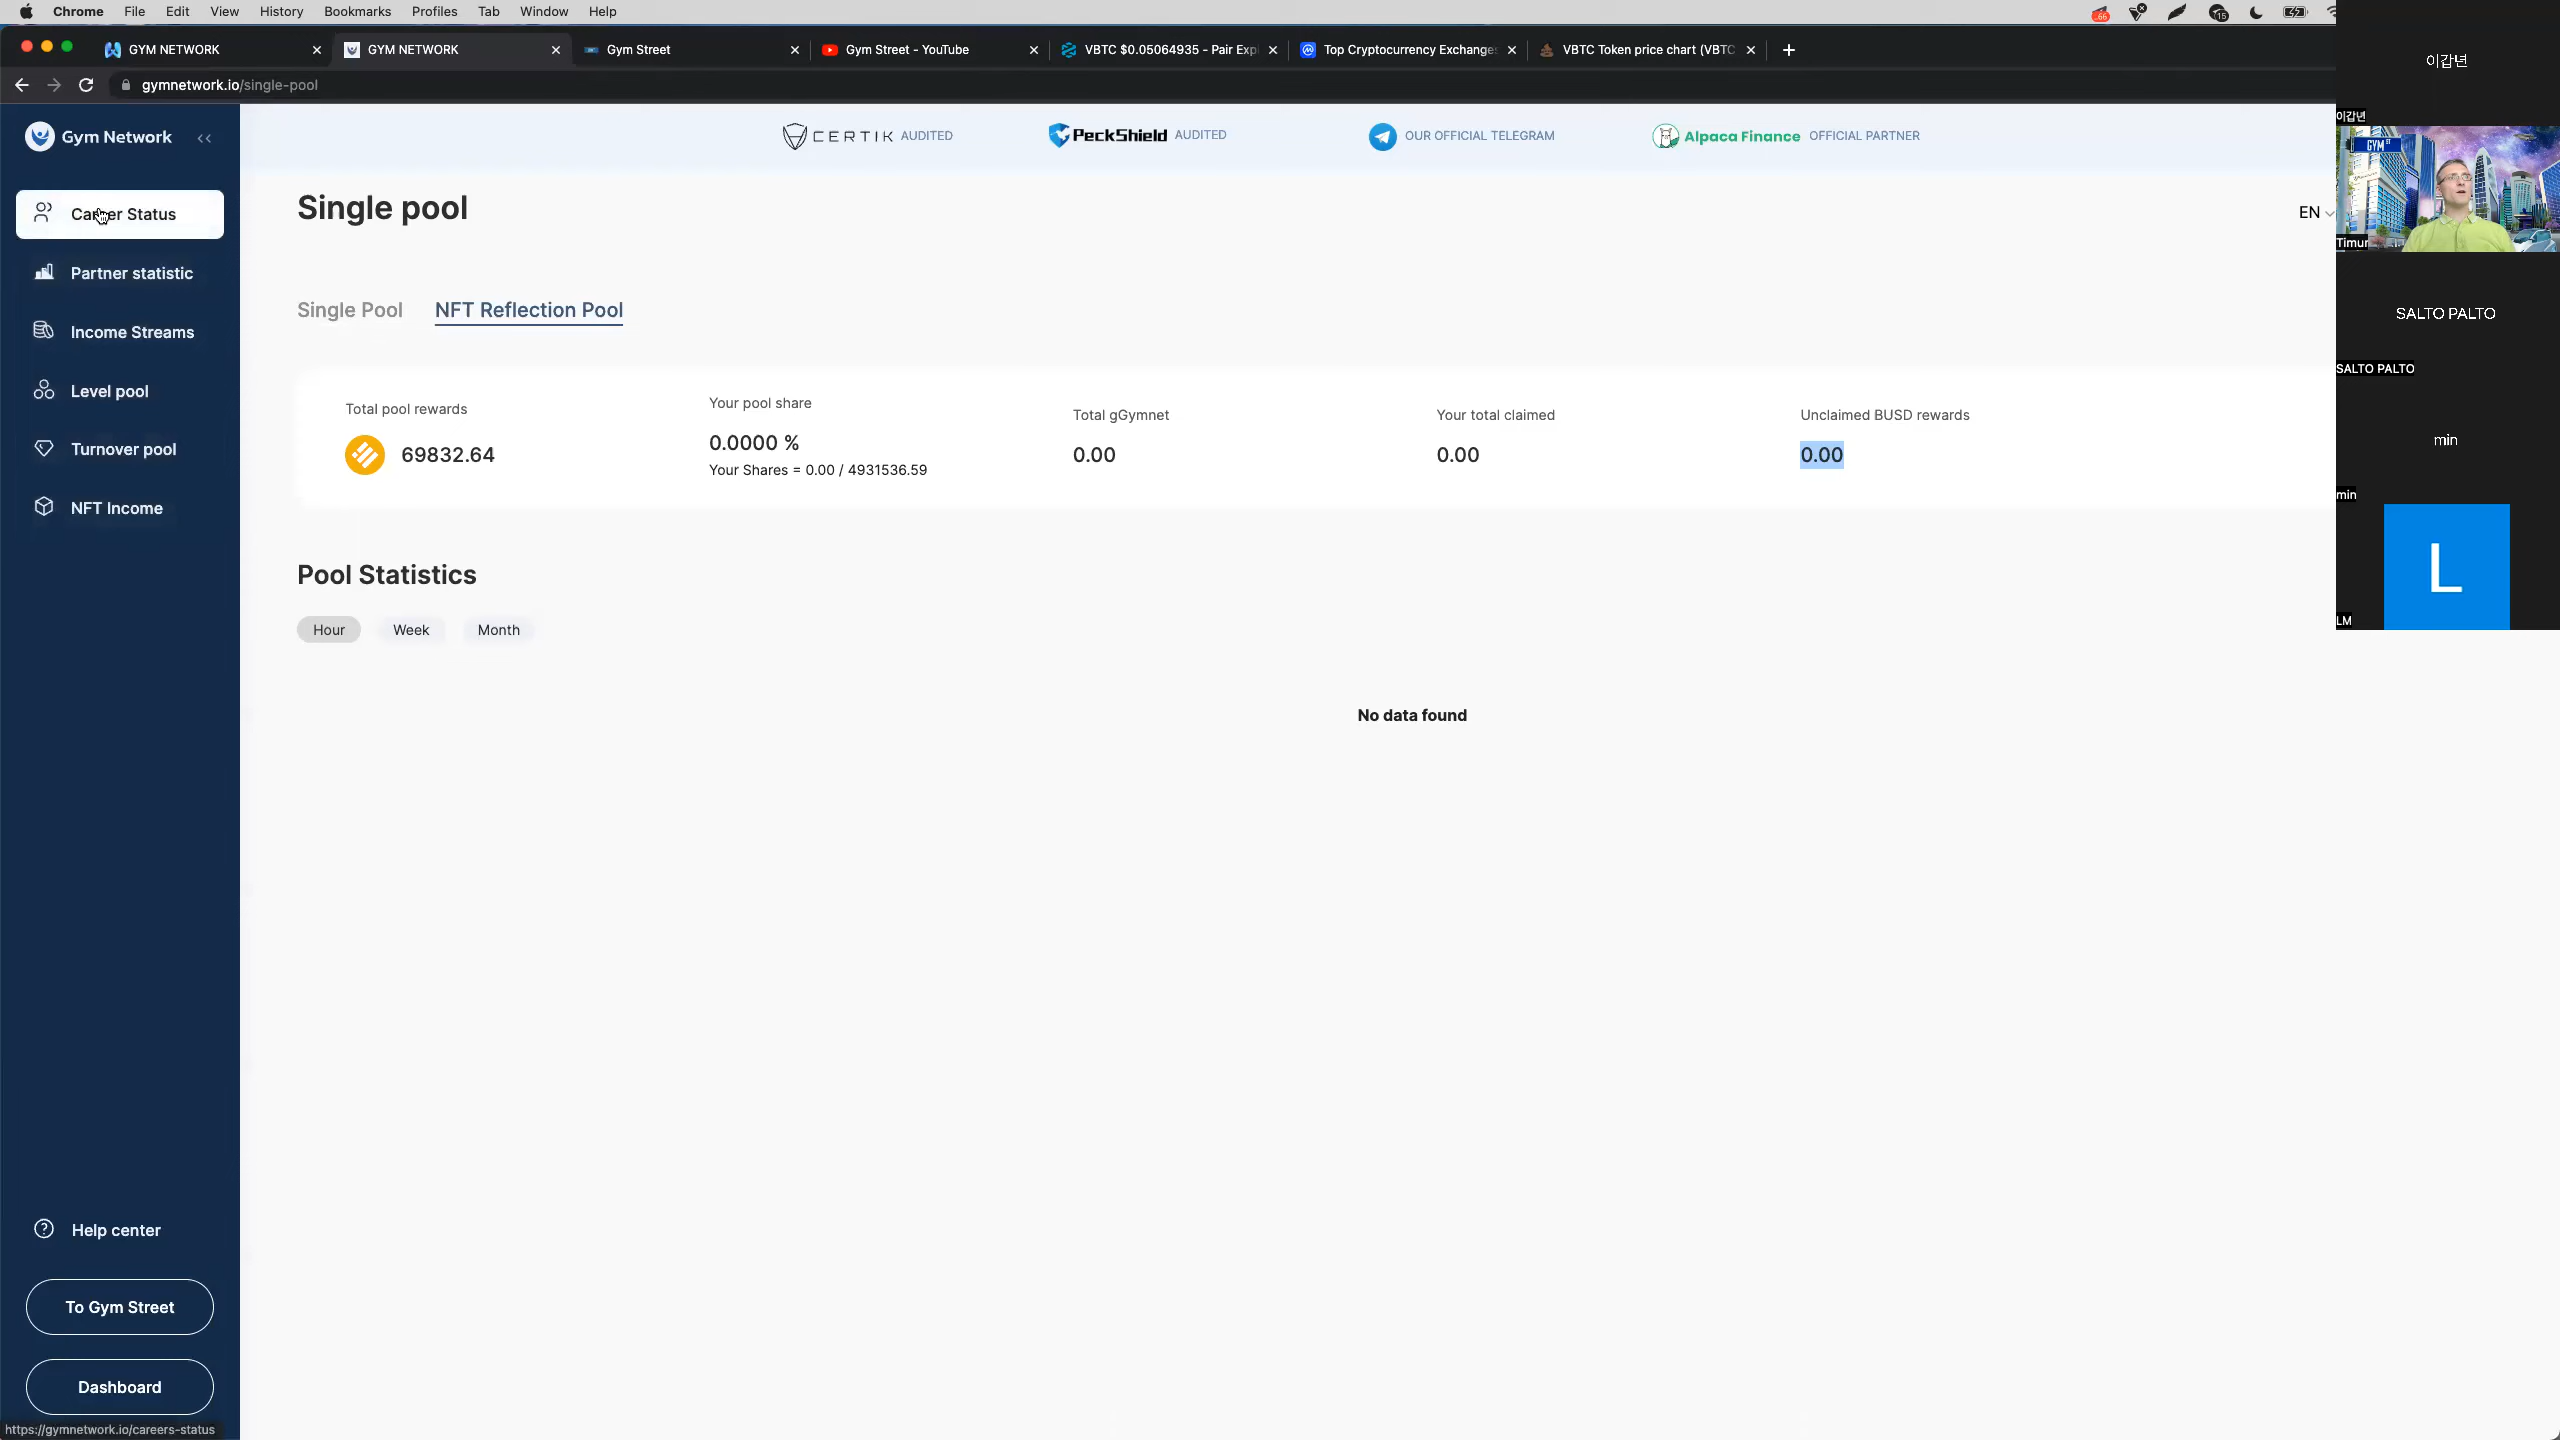 Chrome File Edit View History Bookmarks Profiles Tab Window Help
GYM NETWORK
GYM NETWORK
Gym Street
Gym Street - YouTube
VBTC $0.05064935 - Pair Exp
Top Cryptocurrency Exchanges
VBTC Token price chart (VBTC
gymnetwork.io/single-pool
Gym Network
CERTIK AUDITED
PeckShield AUDITED
OUR OFFICIAL TELEGRAM
Alpaca Finance OFFICIAL PARTNER
Career Status
Partner statistic
Income Streams
Level pool
Turnover pool
NFT Income
Single pool
EN
Single Pool
NFT Reflection Pool
Total pool rewards
69832.64
Your pool share
0.0000 %
Your Shares = 0.00 / 4931536.59
Total gGymnet
0.00
Your total claimed
0.00
Unclaimed BUSD rewards
0.00
Pool Statistics
Hour
Week
Month
No data found
Help center
To Gym Street
Dashboard
https://gymnetwork.io/careers-status
이갑년
이갑년
GYM ST
Timur
SALTO PALTO
SALTO PALTO
min
min
L
LM